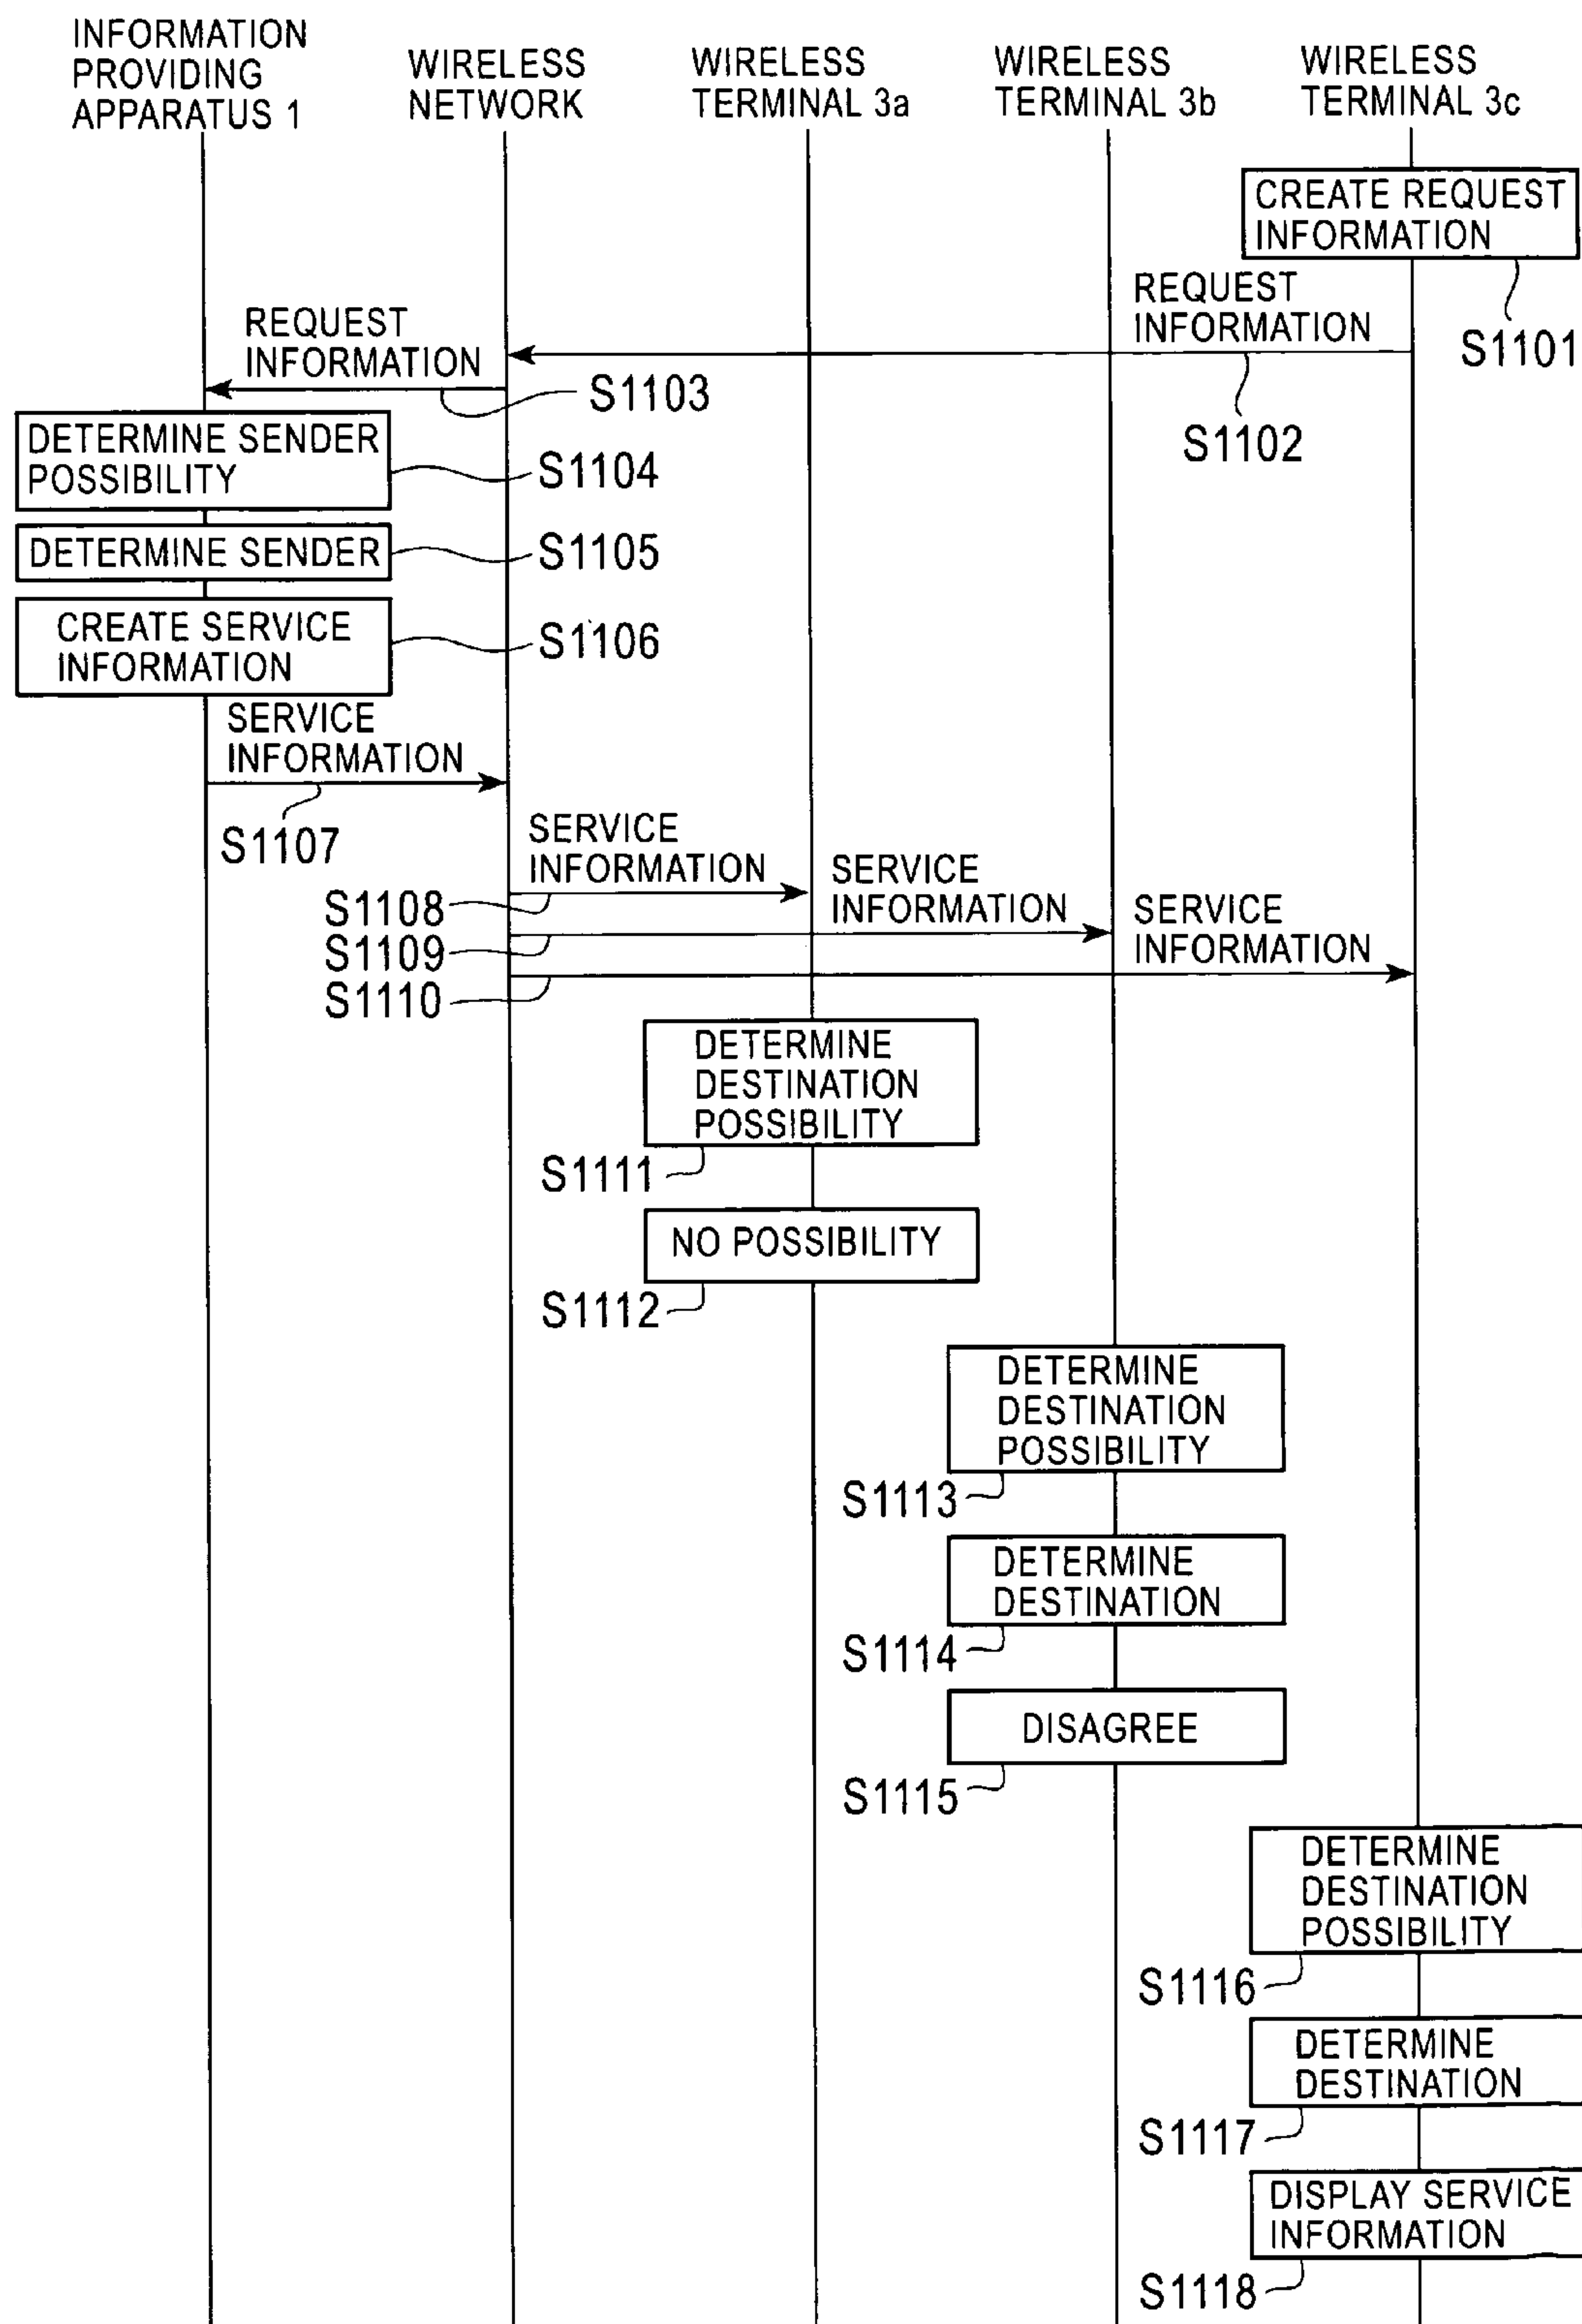 INFORMATION
PROVIDING
APPARATUS 1
WIRELESS
NETWORK
WIRELESS
TERMINAL 3a
WIRELESS
TERMINAL 3b
WIRELESS
TERMINAL 3c
CREATE REQUEST
INFORMATION
S1101
REQUEST
INFORMATION
S1102
REQUEST
INFORMATION
S1103
DETERMINE SENDER
POSSIBILITY
S1104
DETERMINE SENDER
S1105
CREATE SERVICE
INFORMATION
S1106
SERVICE
INFORMATION
S1107
SERVICE
INFORMATION
S1108
SERVICE
INFORMATION
S1109
SERVICE
INFORMATION
S1110
DETERMINE
DESTINATION
POSSIBILITY
S1111
NO POSSIBILITY
S1112
DETERMINE
DESTINATION
POSSIBILITY
S1113
DETERMINE
DESTINATION
S1114
DISAGREE
S1115
DETERMINE
DESTINATION
POSSIBILITY
S1116
DETERMINE
DESTINATION
S1117
DISPLAY SERVICE
INFORMATION
S1118